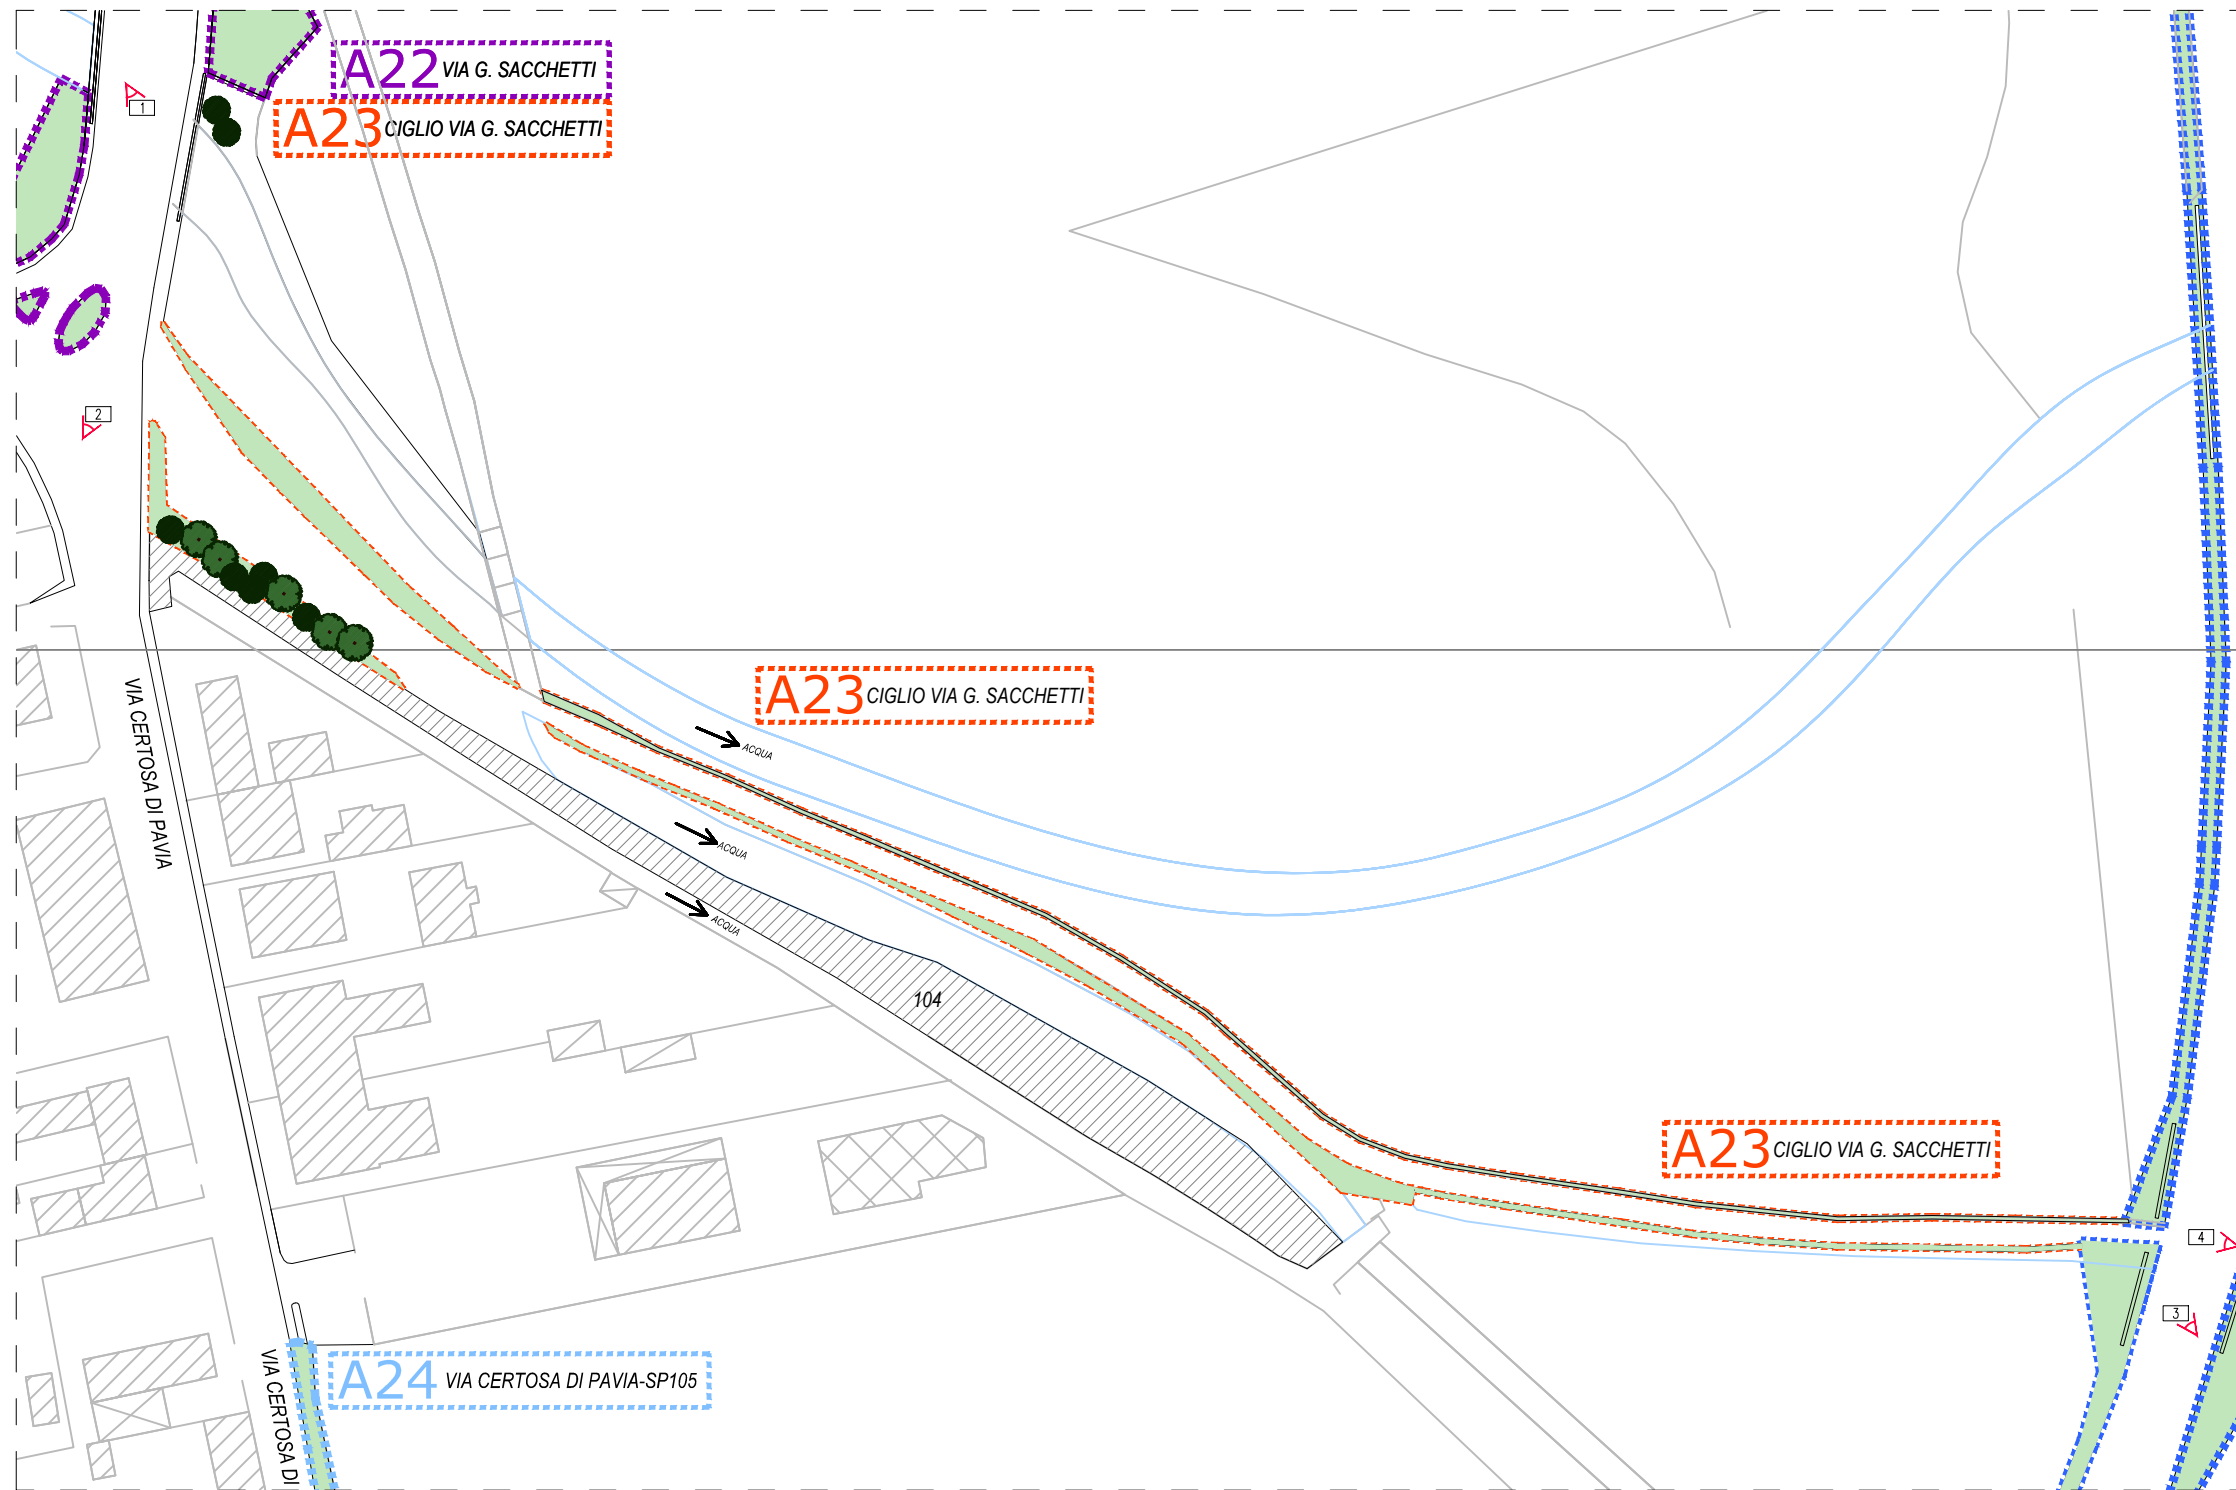 A22 VIA G. SACCHETTI
1
A23 CIGLIO VIA G. SACCHETTI
2
A23 CIGLIO VIA G. SACCHETTI
VIA CERTOSA DI PAVIA
ACQUA
ACQUA
ACQUA
104
A23 CIGLIO VIA G. SACCHETTI
4
3
A24 VIA CERTOSA DI PAVIA-SP105
VIA CERTOSA DI